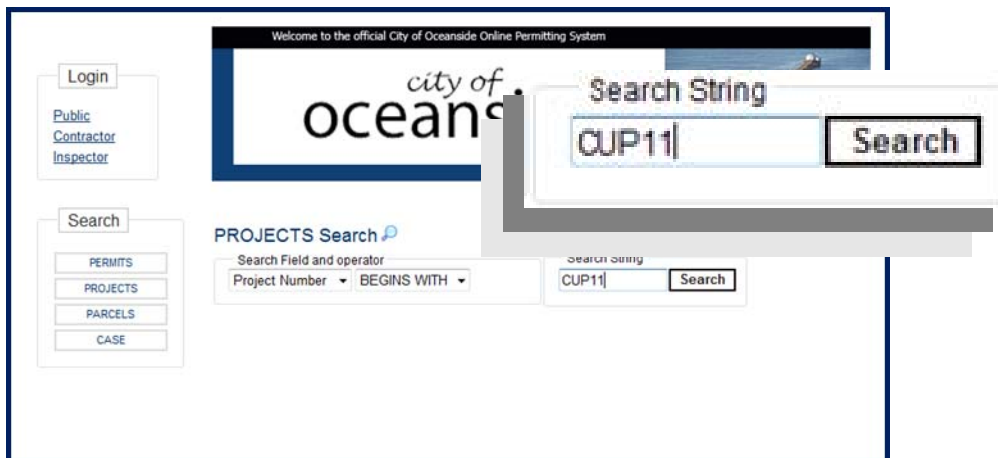 Welcome to the official City of Oceanside Online Permitting System
Login
Public
Contractor
Inspector
city of
oceans
Search String
CUP11
Search
Search
PERMITS
PROJECTS
PARCELS
CASE
PROJECTS Search
Search Field and operator
Project Number
BEGINS WITH
Search String
CUP11
Search